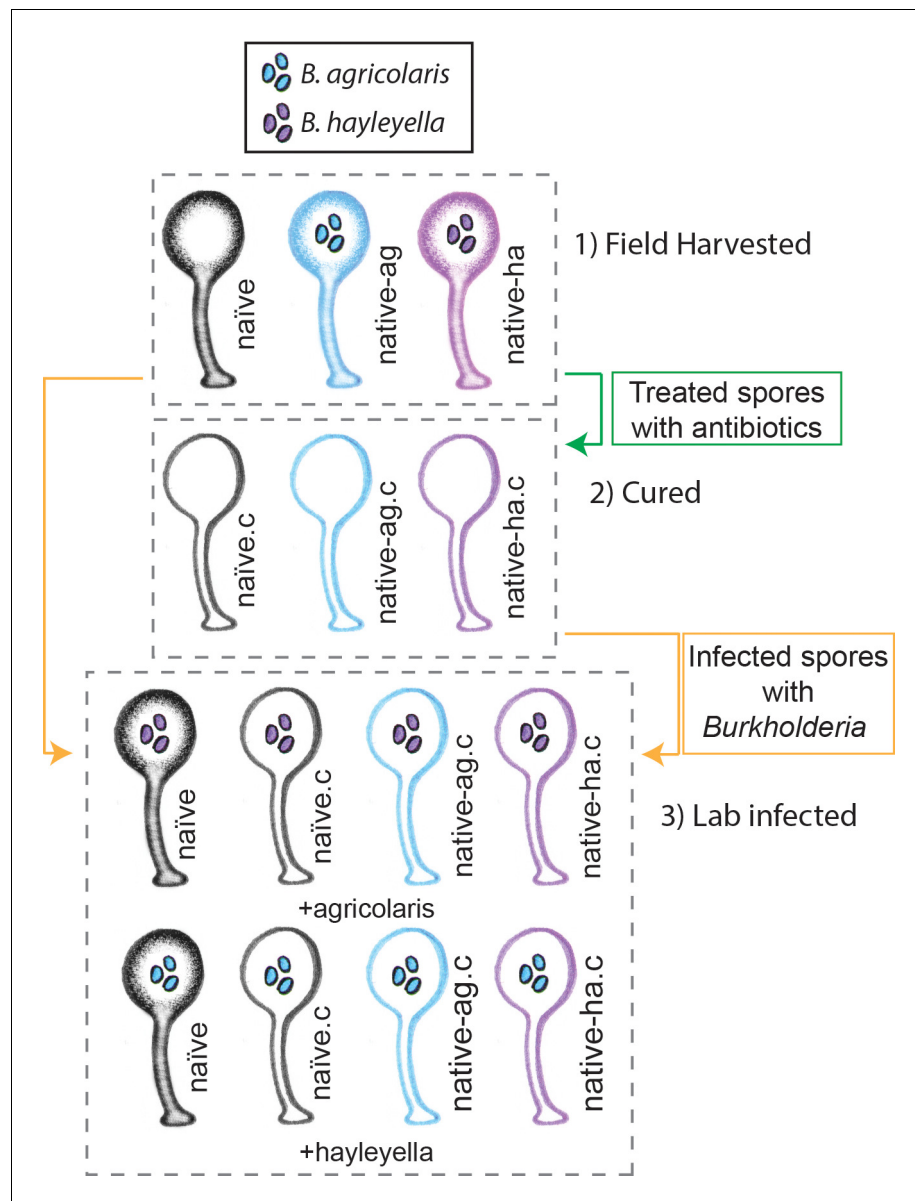 B. agricolaris
B. hayleyella
naïve
native-ag
native-ha
1) Field Harvested
Treated spores
with antibiotics
naïve.c
native-ag.c
native-ha.c
2) Cured
Infected spores
with
Burkholderia
naïve
naïve.c
native-ag.c
native-ha.c
3) Lab infected
+agricolaris
naïve
naïve.c
native-ag.c
native-ha.c
+hayleyella